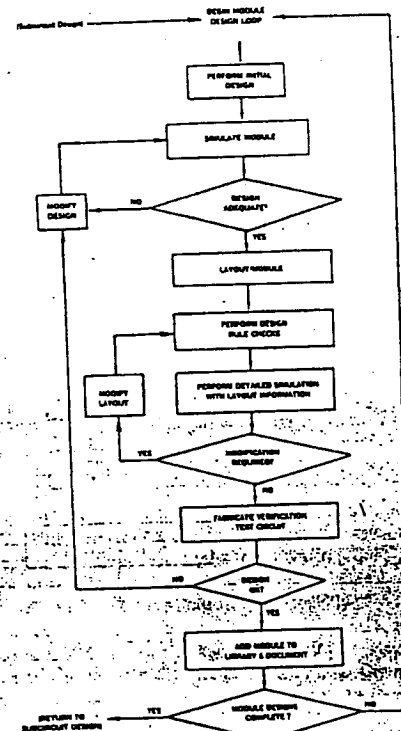 (Subcircuit Design)
BEGIN MODULE
DESIGN LOOP
PERFORM INITIAL
DESIGN
SIMULATE MODULE
MODIFY
DESIGN
NO
DESIGN
ADEQUATE?
YES
LAYOUT MODULE
PERFORM DESIGN
RULE CHECKS
MODIFY
LAYOUT
PERFORM DETAILED SIMULATION
WITH LAYOUT INFORMATION
YES
MODIFICATION
REQUIRED?
NO
FABRICATE VERIFICATION
TEST CIRCUIT
NO
DESIGN
OK?
YES
ADD MODULE TO
LIBRARY & DOCUMENT
(RETURN TO
SUBCIRCUIT DESIGN)
YES
MODULE DESIGNS
COMPLETE ?
NO